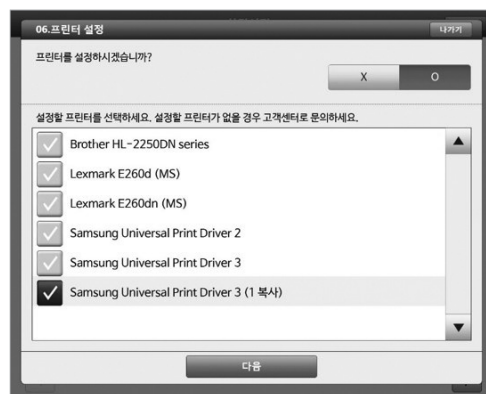 06.프린터 설정
나가기
프린터를 설정하시겠습니까?
X
O
설정할 프린터를 선택하세요. 설정할 프린터가 없을 경우 고객센터로 문의하세요.
Brother HL-2250DN series
Lexmark E260d (MS)
Lexmark E260dn (MS)
Samsung Universal Print Driver 2
Samsung Universal Print Driver 3
Samsung Universal Print Driver 3 (1 복사)
다음